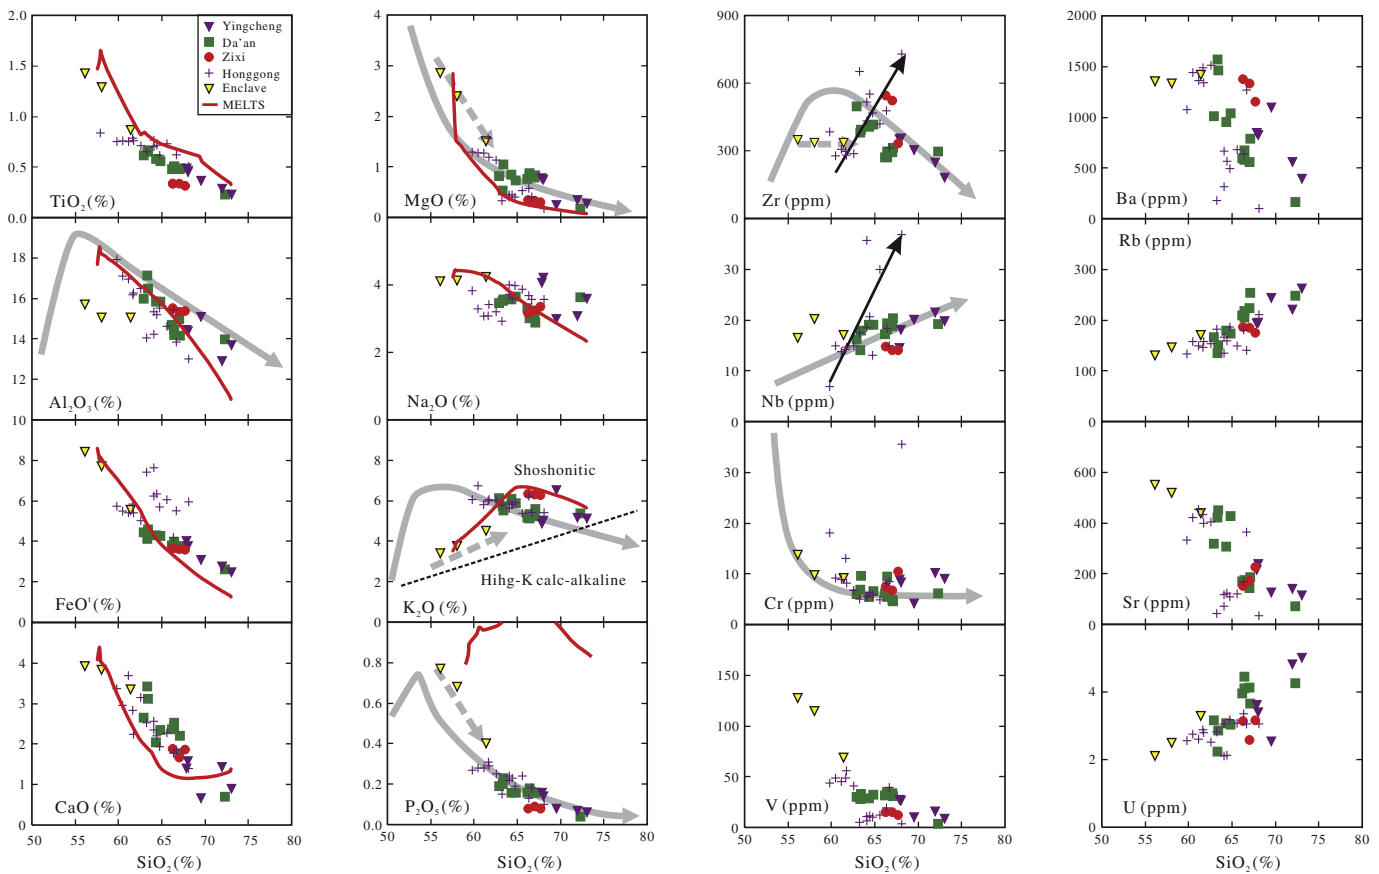 2.0
1.5
1.0
0.5
0.0
TiO₂(%)
Yingcheng
Da'an
Zixi
Honggong
Enclave
MELTS
4
3
2
1
0
MgO (%)
900
600
300
0
Zr (ppm)
2000
1500
1000
500
0
Ba (ppm)
18
16
14
12
10
Al₂O₃(%)
6
4
2
0
Na₂O (%)
30
20
10
0
Nb (ppm)
Rb (ppm)
300
200
100
0
8
6
4
2
0
FeOᵗ(%)
8
6
4
2
0
Shoshonitic
Hihg-K calc-alkaline
K₂O (%)
30
20
10
0
Cr (ppm)
600
400
200
0
Sr (ppm)
4
3
2
1
0
CaO (%)
0.8
0.6
0.4
0.2
0.0
P₂O₅(%)
150
100
50
0
V (ppm)
4
2
0
U (ppm)
50 55 60 65 70 75 80
SiO₂(%)
50 55 60 65 70 75 80
SiO₂(%)
50 55 60 65 70 75 80
SiO₂(%)
50 55 60 65 70 75 80
SiO₂(%)